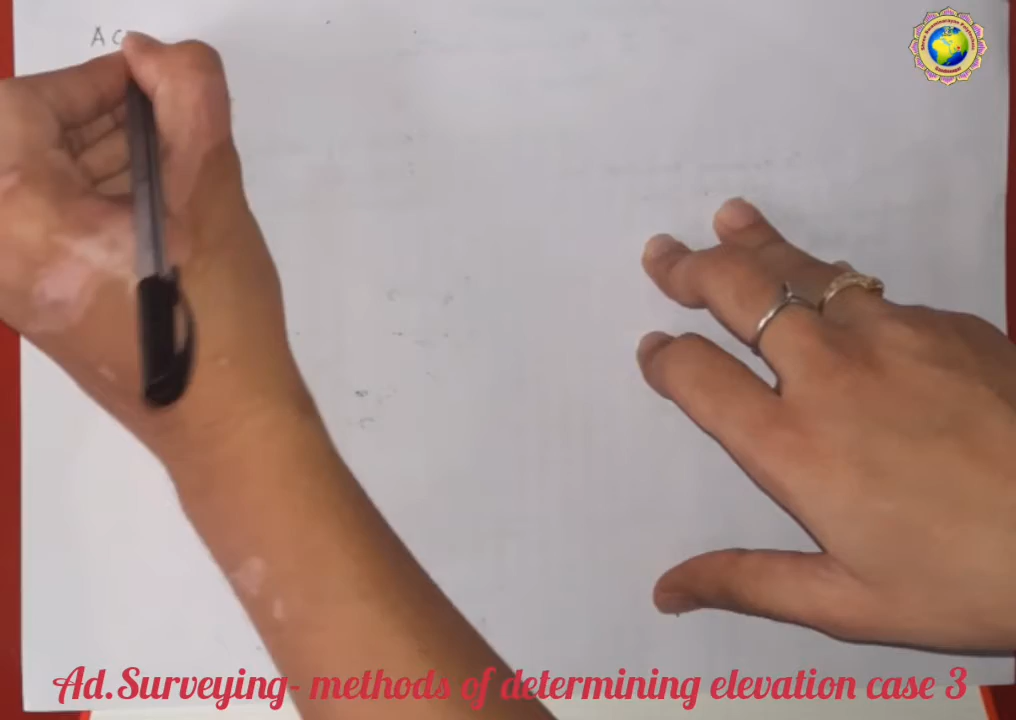 A C
Ad.Surveying- methods of determining elevation case 3